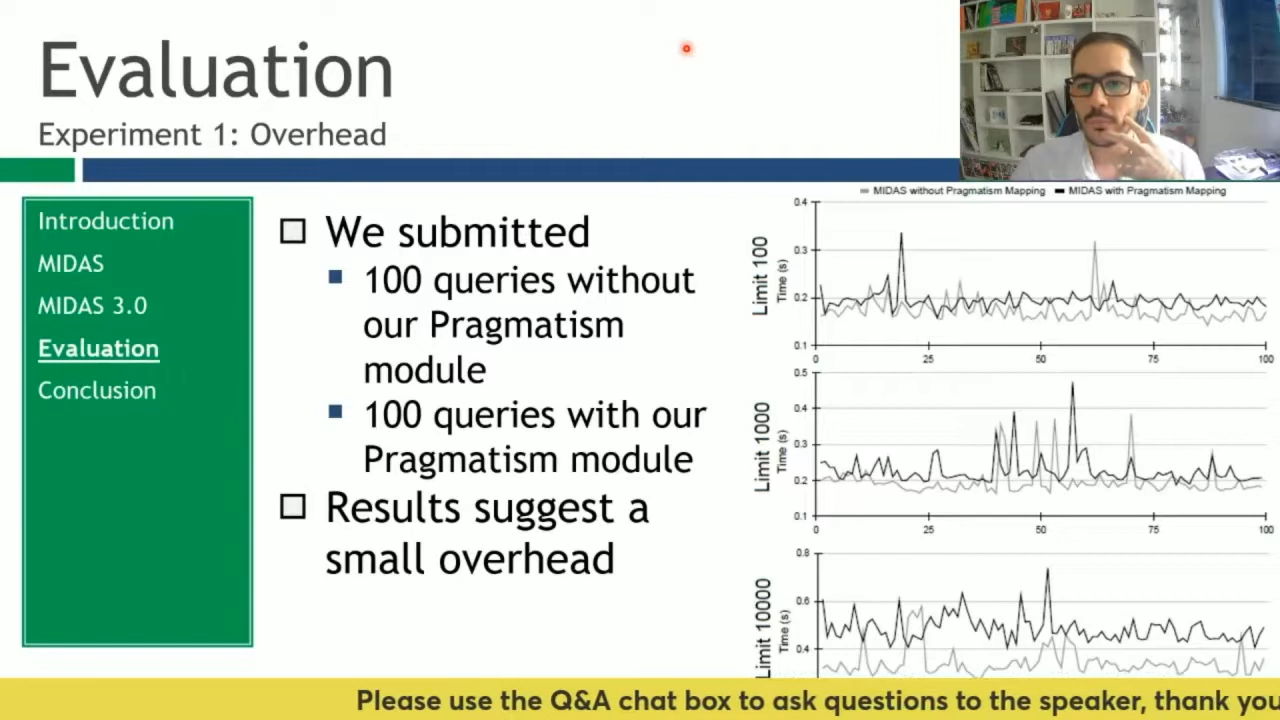 Evaluation
Experiment 1: Overhead
Introduction
MIDAS
MIDAS 3.0
Evaluation
Conclusion
We submitted
100 queries without
our Pragmatism
module
100 queries with our
Pragmatism module
Results suggest a
small overhead
MIDAS without Pragmatism Mapping
MIDAS with Pragmatism Mapping
Limit 100
Time (s)
0.4
0.3
0.2
0.1
0 25 50 75 100
Limit 1000
Time (s)
0.5
0.4
0.3
0.2
0.1
0 25 50 75 100
Limit 10000
Time (s)
0.8
0.6
0.4
Please use the Q&A chat box to ask questions to the speaker, thank you